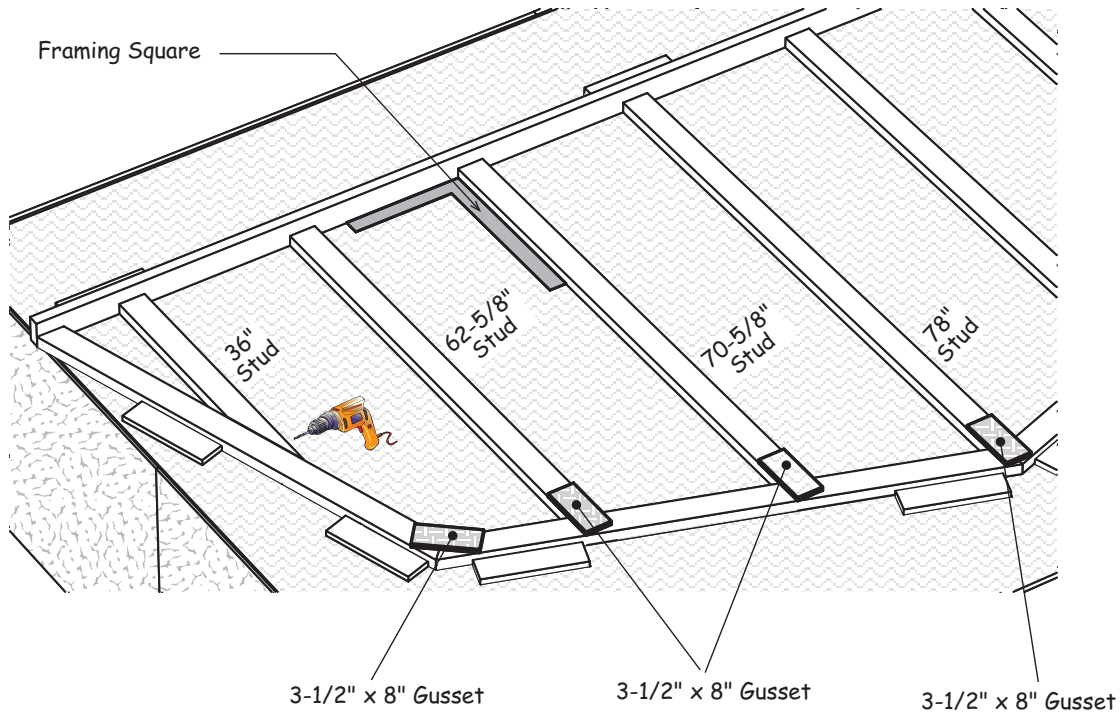 Framing Square
36"
Stud
62-5/8"
Stud
70-5/8"
Stud
78"
Stud
3-1/2" x 8" Gusset
3-1/2" x 8" Gusset
3-1/2" x 8" Gusset